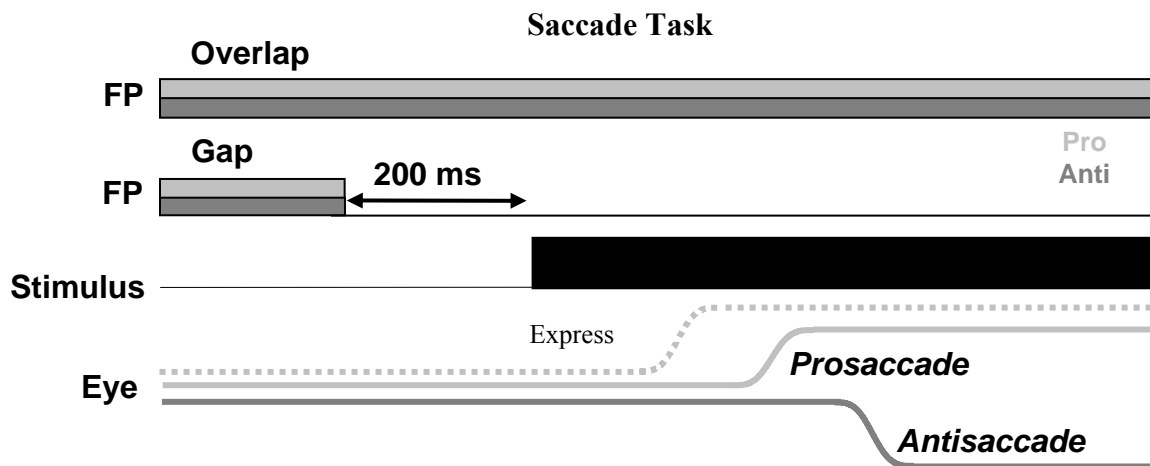 Saccade Task
Overlap
FP
Pro
Gap
200 ms
Anti
FP
Stimulus
Express
Prosaccade
Eye
Antisaccade